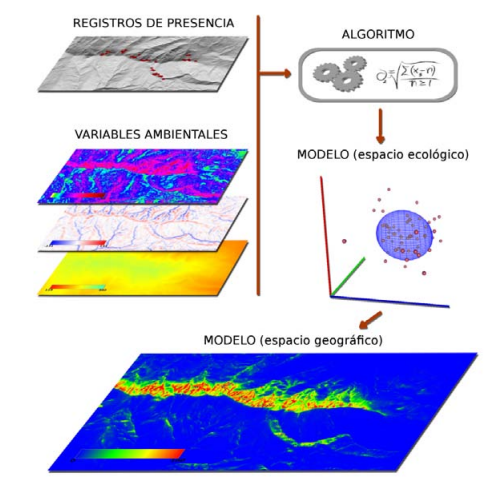 REGISTROS DE PRESENCIA
ALGORITMO
VARIABLES AMBIENTALES
MODELO (espacio ecológico)
MODELO (espacio geográfico)